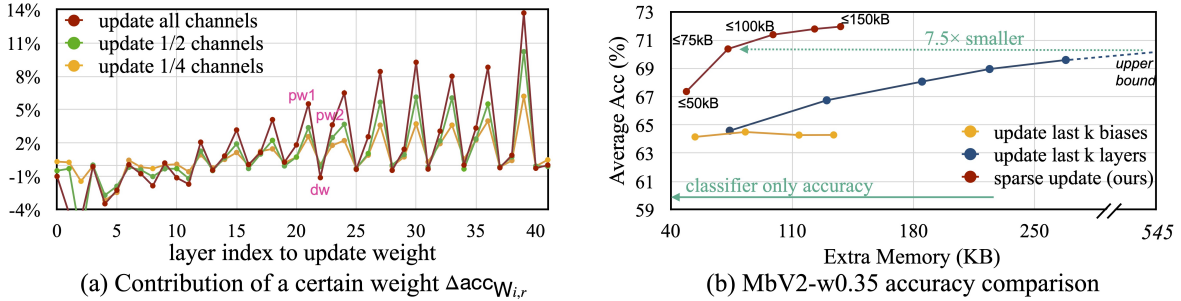 14%
11%
8%
5%
2%
-1%
-4%
update all channels
update 1/2 channels
update 1/4 channels
pw1
pw2
dw
0
5
10
15
20
25
30
35
40
layer index to update weight
(a) Contribution of a certain weight Δacc_{W_{i,r}}
73
71
69
67
65
63
61
59
Average Acc (%)
≤50kB
≤75kB
≤100kB
≤150kB
7.5× smaller
upper
bound
update last k biases
update last k layers
sparse update (ours)
classifier only accuracy
40
110
180
250
545
Extra Memory (KB)
(b) MbV2-w0.35 accuracy comparison